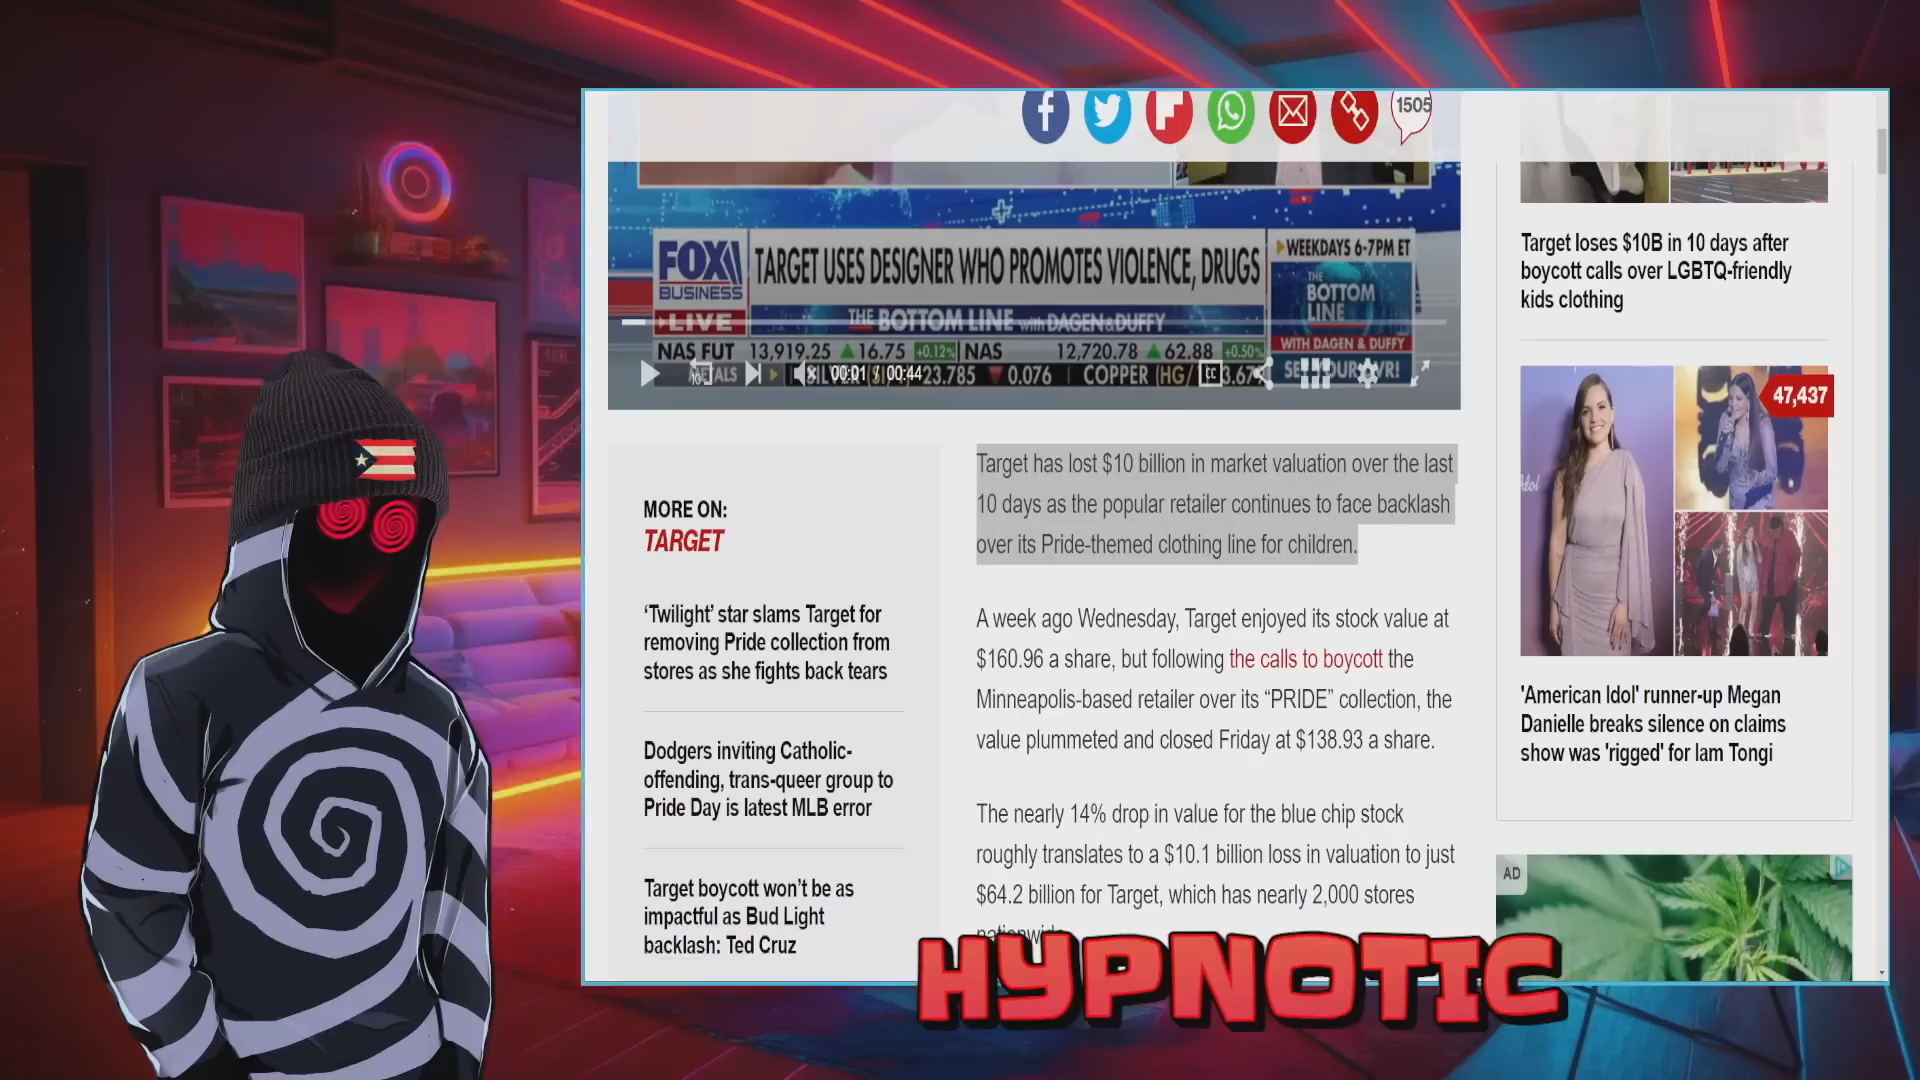 1505
FOX
BUSINESS
TARGET USES DESIGNER WHO PROMOTES VIOLENCE, DRUGS
WEEKDAYS 6-7PM ET
THE
BOTTOM
LINE
WITH DAGEN & DUFFY
LIVE
THE BOTTOM LINE with DAGEN & DUFFY
NAS FUT 13,919.25 16.75 +0.12% NAS 12,720.78 62.88 +0.50%
23.785 0.076 COPPER
00:01 / 00:44
CC
MORE ON:
TARGET
‘Twilight’ star slams Target for
removing Pride collection from
stores as she fights back tears
Dodgers inviting Catholic-
offending, trans-queer group to
Pride Day is latest MLB error
Target boycott won’t be as
impactful as Bud Light
backlash: Ted Cruz
Target has lost $10 billion in market valuation over the last
10 days as the popular retailer continues to face backlash
over its Pride-themed clothing line for children.
A week ago Wednesday, Target enjoyed its stock value at
$160.96 a share, but following the calls to boycott the
Minneapolis-based retailer over its “PRIDE” collection, the
value plummeted and closed Friday at $138.93 a share.
The nearly 14% drop in value for the blue chip stock
roughly translates to a $10.1 billion loss in valuation to just
$64.2 billion for Target, which has nearly 2,000 stores
Target loses $10B in 10 days after
boycott calls over LGBTQ-friendly
kids clothing
47,437
'American Idol' runner-up Megan
Danielle breaks silence on claims
show was 'rigged' for Iam Tongi
AD
HYPNOTIC